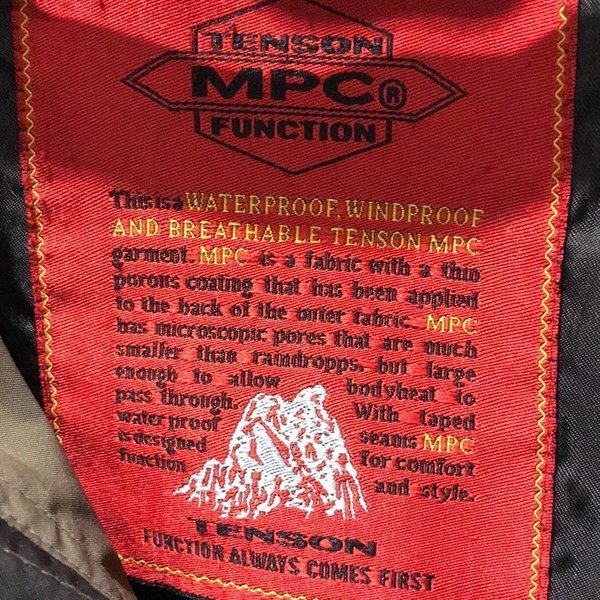 TENSON
MPC®
FUNCTION
This is a WATERPROOF, WINDPROOF
AND BREATHABLE TENSON MPC
garment. MPC is a fabric with a thin
porous coating that has been applied
to the back of the outer fabric. MPC
has microscopic pores that are much
smaller than raindropps, but large
enough to allow bodyheat to
pass through. With taped
waterproof seams MPC
is designed for comfort
function and style.
TENSON
FUNCTION ALWAYS COMES FIRST